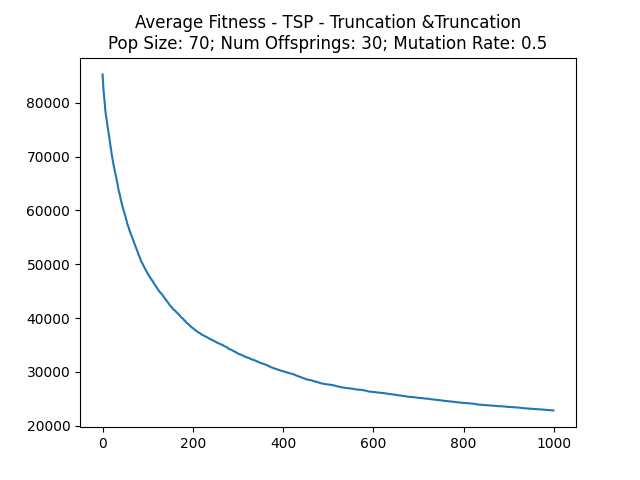 Average Fitness - TSP - Truncation &Truncation
Pop Size: 70; Num Offsprings: 30; Mutation Rate: 0.5
80000
70000
60000
50000
40000
30000
20000
0 200 400 600 800 1000